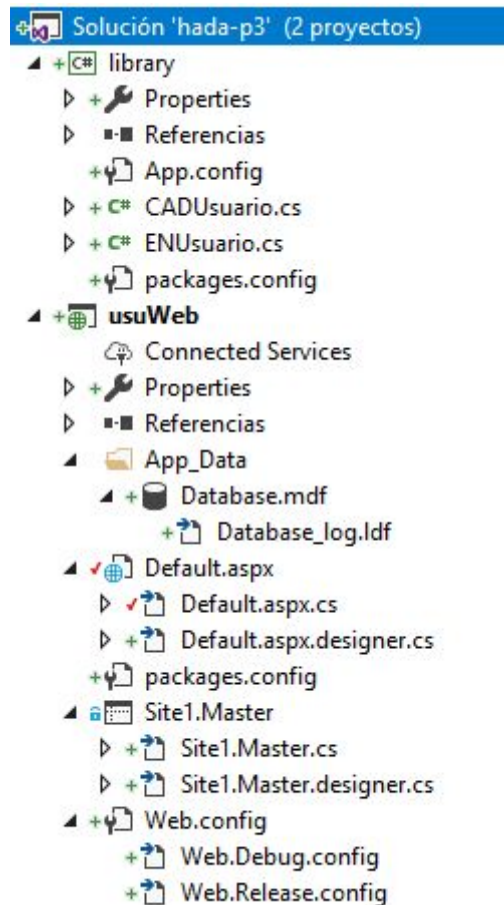 Solución 'hada-p3' (2 proyectos)
C# library
Properties
Referencias
App.config
C# CADUsuario.cs
C# ENUsuario.cs
packages.config
usuWeb
Connected Services
Properties
Referencias
App_Data
Database.mdf
Database_log.ldf
Default.aspx
Default.aspx.cs
Default.aspx.designer.cs
packages.config
Site1.Master
Site1.Master.cs
Site1.Master.designer.cs
Web.config
Web.Debug.config
Web.Release.config